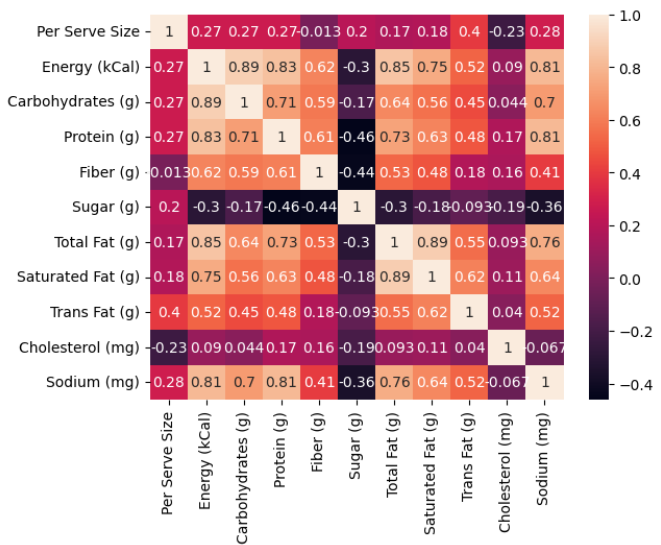 Per Serve Size 1 0.27 0.27 0.27 -0.013 0.2 0.17 0.18 0.4 -0.23 0.28
Energy (kCal) 0.27 1 0.89 0.83 0.62 -0.3 0.85 0.75 0.52 0.09 0.81
Carbohydrates (g) 0.27 0.89 1 0.71 0.59 -0.17 0.64 0.56 0.45 0.044 0.7
Protein (g) 0.27 0.83 0.71 1 0.61 -0.46 0.73 0.63 0.48 0.17 0.81
Fiber (g) -0.013 0.62 0.59 0.61 1 -0.44 0.53 0.48 0.18 0.16 0.41
Sugar (g) 0.2 -0.3 -0.17 -0.46 -0.44 1 -0.3 -0.18 -0.093 -0.19 -0.36
Total Fat (g) 0.17 0.85 0.64 0.73 0.53 -0.3 1 0.89 0.55 0.093 0.76
Saturated Fat (g) 0.18 0.75 0.56 0.63 0.48 -0.18 0.89 1 0.62 0.11 0.64
Trans Fat (g) 0.4 0.52 0.45 0.48 0.18 -0.093 0.55 0.62 1 0.04 0.52
Cholesterol (mg) -0.23 0.09 0.044 0.17 0.16 -0.19 0.093 0.11 0.04 1 -0.067
Sodium (mg) 0.28 0.81 0.7 0.81 0.41 -0.36 0.76 0.64 0.52 -0.067 1
Per Serve Size
Energy (kCal)
Carbohydrates (g)
Protein (g)
Fiber (g)
Sugar (g)
Total Fat (g)
Saturated Fat (g)
Trans Fat (g)
Cholesterol (mg)
Sodium (mg)
1.0
0.8
0.6
0.4
0.2
0.0
−0.2
−0.4